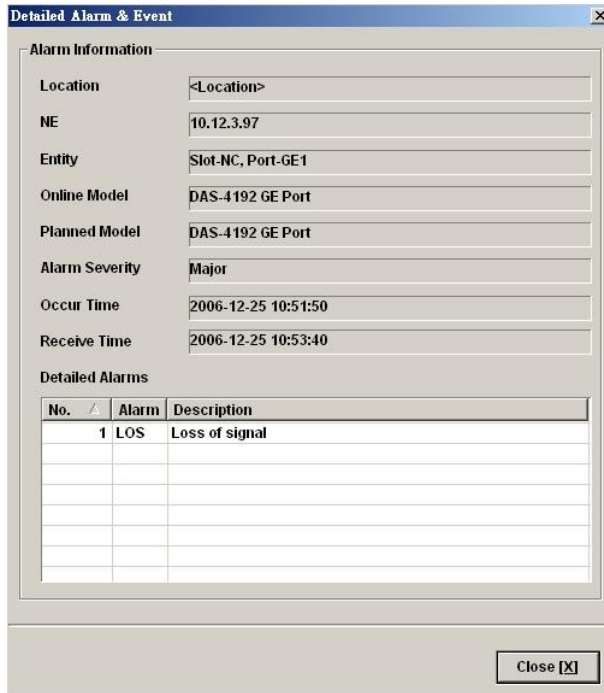 Detailed Alarm & Event
Alarm Information
Location <Location>
NE 10.12.3.97
Entity Slot-NC, Port-GE1
Online Model DAS-4192 GE Port
Planned Model DAS-4192 GE Port
Alarm Severity Major
Occur Time 2006-12-25 10:51:50
Receive Time 2006-12-25 10:53:40
Detailed Alarms
No. Alarm Description
1 LOS Loss of signal
Close [X]